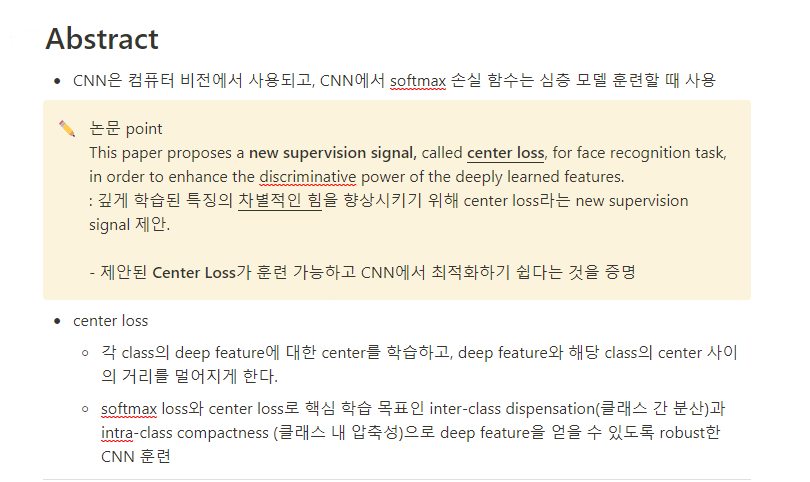 Abstract
CNN은 컴퓨터 비전에서 사용되고, CNN에서 softmax 손실 함수는 심층 모델 훈련할 때 사용
논문 point
This paper proposes a new supervision signal, called center loss, for face recognition task,
in order to enhance the discriminative power of the deeply learned features.
: 깊게 학습된 특징의 차별적인 힘을 향상시키기 위해 center loss라는 new supervision
signal 제안.
- 제안된 Center Loss가 훈련 가능하고 CNN에서 최적화하기 쉽다는 것을 증명
center loss
각 class의 deep feature에 대한 center를 학습하고, deep feature와 해당 class의 center 사이
의 거리를 멀어지게 한다.
softmax loss와 center loss로 핵심 학습 목표인 inter-class dispensation(클래스 간 분산)과
intra-class compactness (클래스 내 압축성)으로 deep feature을 얻을 수 있도록 robust한
CNN 훈련